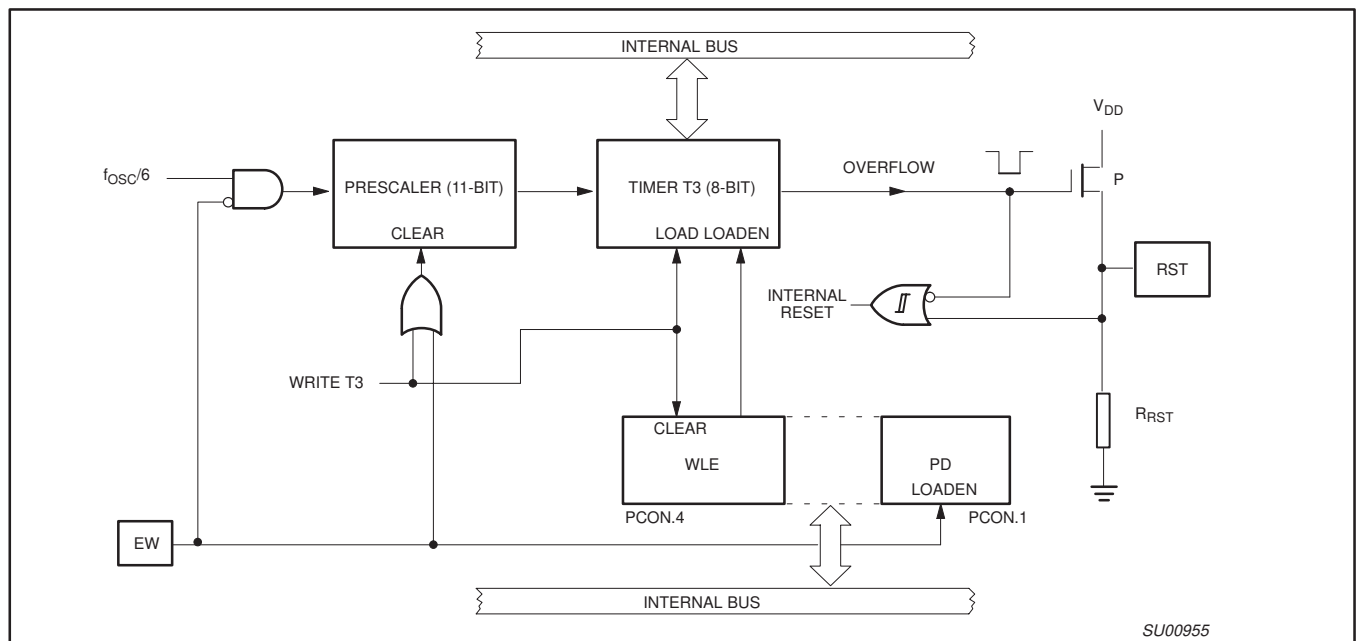 INTERNAL BUS
VDD
fOSC/6
PRESCALER (11-BIT)
CLEAR
TIMER T3 (8-BIT)
LOAD LOADEN
OVERFLOW
P
RST
INTERNAL
RESET
WRITE T3
RRST
CLEAR
WLE
PD
LOADEN
PCON.4
PCON.1
EW
INTERNAL BUS
SU00955